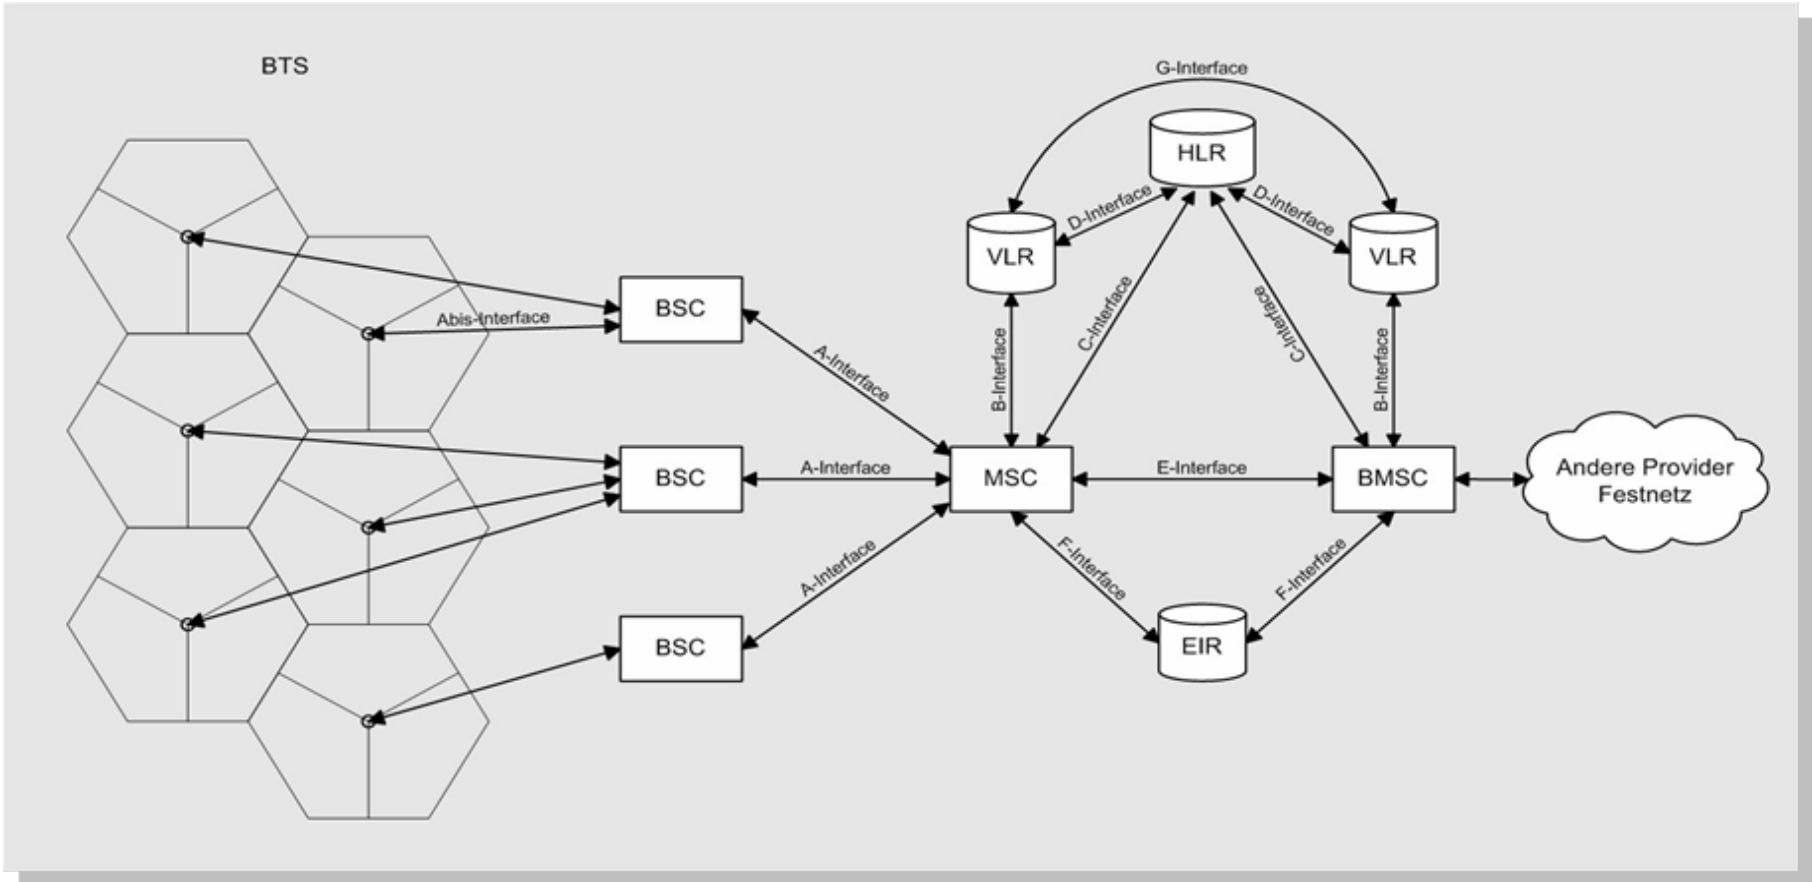 BTS
G-Interface
HLR
D-Interface
D-Interface
VLR
VLR
BSC
Abis-Interface
A-Interface
B-Interface
C-Interface
C-Interface
B-Interface
BSC
A-Interface
MSC
E-Interface
BMSC
Andere Provider
Festnetz
A-Interface
F-Interface
F-Interface
BSC
EIR